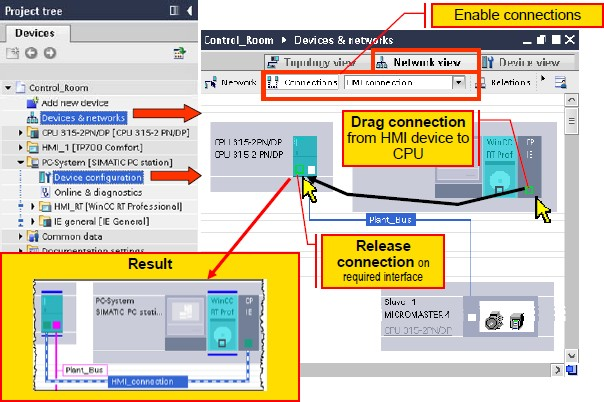 Project tree
Devices
Control_Room
Add new device
Devices & networks
CPU 315-2PN/DP [CPU 315-2 PN/DP]
HMI_1 [TP700 Comfort]
PC-System [SIMATIC PC station]
Device configuration
Online & diagnostics
HMI_RT [WinCC RT Professional]
IE general [IE General]
Common data
Documentation settings
Enable connections
Control_Room ▸ Devices & networks
Topology view
Network view
Device view
Network
Connections
HMI connection
Relations
CPU 315-2PN/DP
CPU 315-2 PN/DP
WinCC
RT Prof
CP
IE
Drag connection
from HMI device to
CPU
Plant_Bus
Release
connection on
required interface
Slave_1
MICROMASTER 4
CPU 315-2PN/DP
Result
PC-System
SIMATIC PC stati...
WinCC
RT Prof
CP
IE
Plant_Bus
HMI_connection